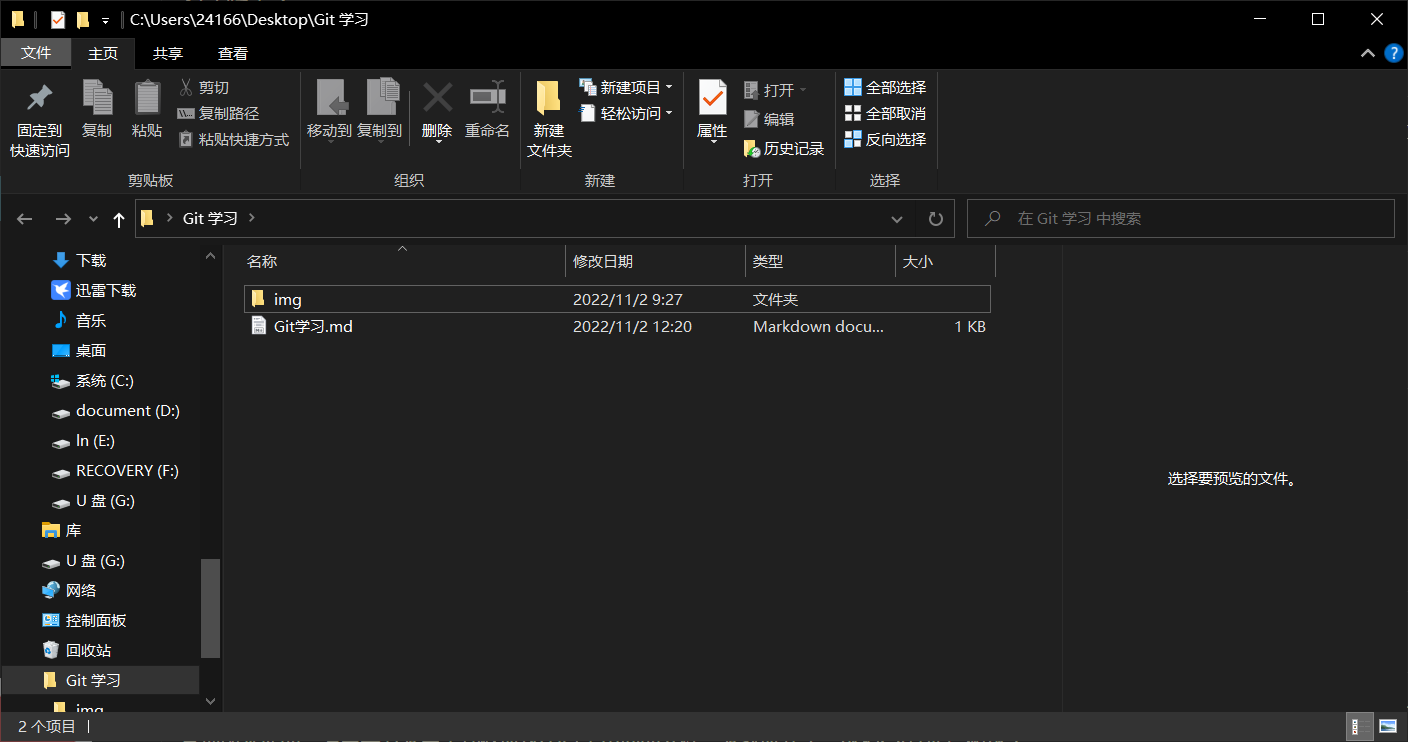 C:\Users\24166\Desktop\Git 学习
文件 主页 共享 查看
固定到
快速访问
复制
粘贴
剪切
复制路径
粘贴快捷方式
剪贴板
移动到 复制到 删除 重命名
组织
新建
文件夹
新建项目
轻松访问
新建
属性
打开
编辑
历史记录
打开
全部选择
全部取消
反向选择
选择
Git 学习
在 Git 学习 中搜索
下载
迅雷下载
音乐
桌面
系统 (C:)
document (D:)
ln (E:)
RECOVERY (F:)
U 盘 (G:)
库
U 盘 (G:)
网络
控制面板
回收站
Git 学习
img
名称 修改日期 类型 大小
img 2022/11/2 9:27 文件夹
Git学习.md 2022/11/2 12:20 Markdown docu... 1 KB
选择要预览的文件。
2 个项目